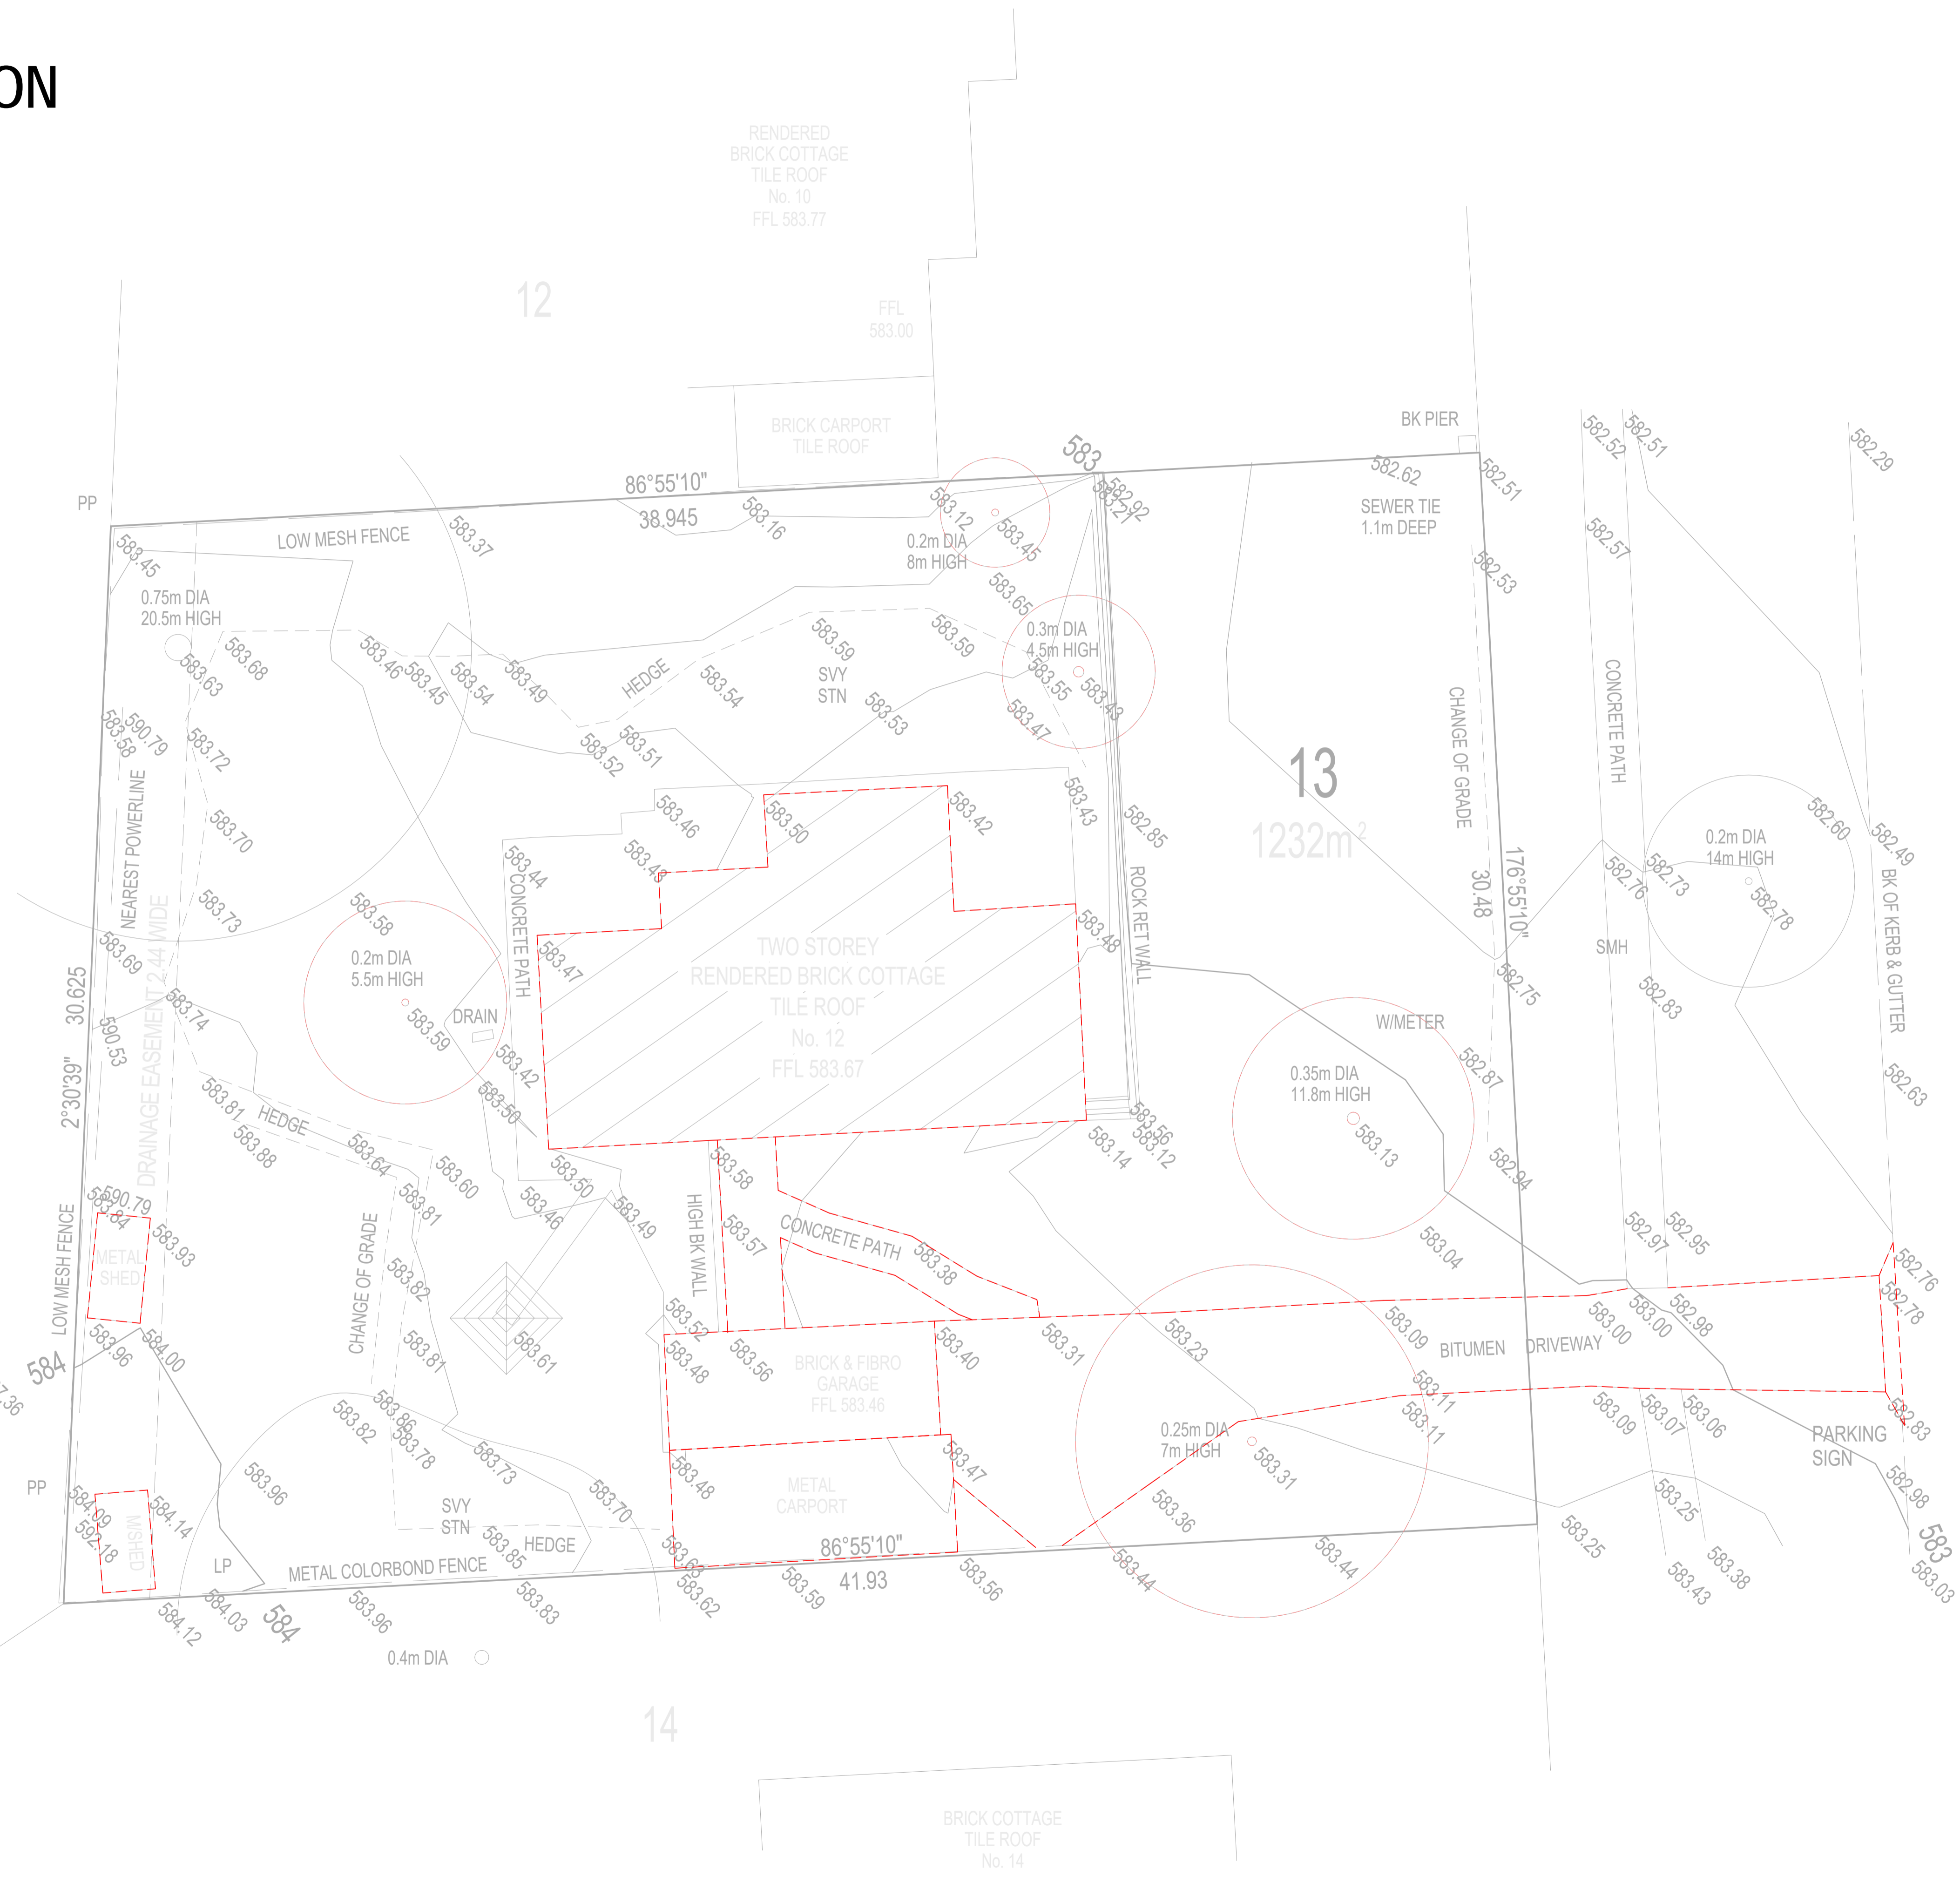 ON
RENDERED
BRICK COTTAGE
TILE ROOF
No. 10
FFL 583.77
12
FFL
583.00
BRICK CARPORT
TILE ROOF
BK PIER
583
582.62
582.51
582.52
582.51
582.29
PP
86°55'10"
38.945
LOW MESH FENCE
583.37
583.16
583.12
583.21
582.92
SEWER TIE
1.1m DEEP
583.45
0.2m DIA
8m HIGH
583.45
582.57
582.53
0.75m DIA
20.5m HIGH
583.65
583.63
583.68
583.46
583.45
583.54
583.49
HEDGE
583.54
583.59
583.59
SVY
STN
0.3m DIA
4.5m HIGH
583.55
583.43
583.47
583.53
583.58
590.79
583.72
583.52
583.51
CHANGE OF GRADE
CONCRETE PATH
13
1232m²
NEAREST POWERLINE
583.70
583.46
583.50
583.42
583.43
582.85
583.44
583.43
0.2m DIA
14m HIGH
582.60
582.49
582.76
582.73
582.78
583.73
583.58
CONCRETE PATH
ROCK RET WALL
30.48
176°55'10"
BK OF KERB & GUTTER
DRAINAGE EASEMENT 2.44 WIDE
583.69
0.2m DIA
5.5m HIGH
583.47
TWO STOREY
RENDERED BRICK COTTAGE
TILE ROOF
No. 12
FFL 583.67
583.48
SMH
582.75
582.83
30.625
2°30'39"
583.74
590.53
583.59
DRAIN
583.42
583.50
W/METER
582.87
582.63
0.35m DIA
11.8m HIGH
583.13
583.81
HEDGE
583.88
583.64
583.60
583.56
583.12
583.14
582.94
583.50
583.58
583.46
583.49
583.81
590.79
583.84
583.93
METAL
SHED
LOW MESH FENCE
CHANGE OF GRADE
583.82
HIGH BK WALL
583.57
CONCRETE PATH
583.38
583.04
582.97
582.95
582.76
582.78
583.96
584.00
584
583.81
583.61
583.52
583.48
583.56
583.40
583.31
583.23
583.09
BITUMEN DRIVEWAY
583.00
583.00
582.98
BRICK & FIBRO
GARAGE
FFL 583.46
583.82
583.86
583.78
583.73
583.11
583.11
583.09
583.07
583.06
582.83
PARKING
SIGN
0.25m DIA
7m HIGH
583.31
583.47
583.48
METAL
CARPORT
PP
584.09
592.18
584.14
583.96
M/SHED
SVY
STN
583.70
583.36
583.25
582.98
583
LP
METAL COLORBOND FENCE
583.85
HEDGE
86°55'10"
41.93
583.44
583.44
583.25
583.43
583.38
583.03
584.12
584.03
584
583.96
583.83
583.62
583.59
583.56
0.4m DIA
14
BRICK COTTAGE
TILE ROOF
No. 14